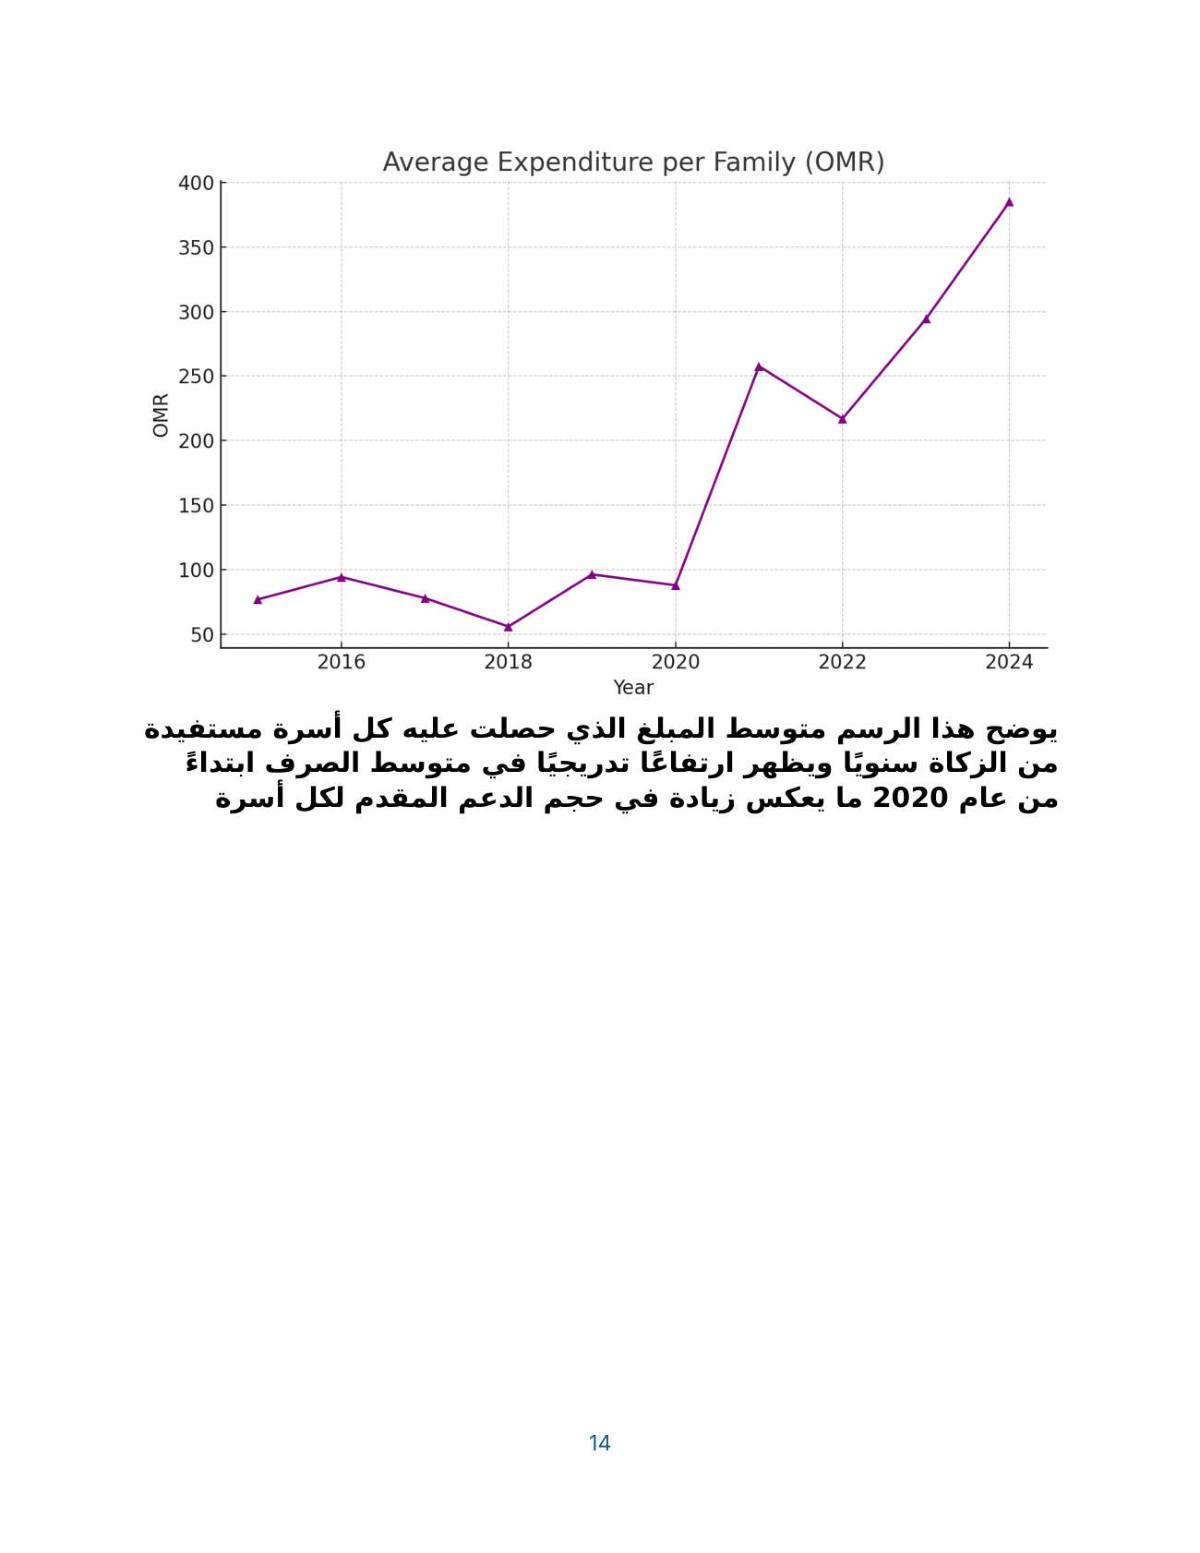 Average Expenditure per Family (OMR)
400
350
300
250
200
150
100
50
OMR
2016 2018 2020 2022 2024
Year
يوضح هذا الرسم متوسط المبلغ الذي حصلت عليه كل أسرة مستفيدة
من الزكاة سنويًا ويظهر ارتفاعًا تدريجيًا في متوسط الصرف ابتداءً
من عام 2020 ما يعكس زيادة في حجم الدعم المقدم لكل أسرة
14